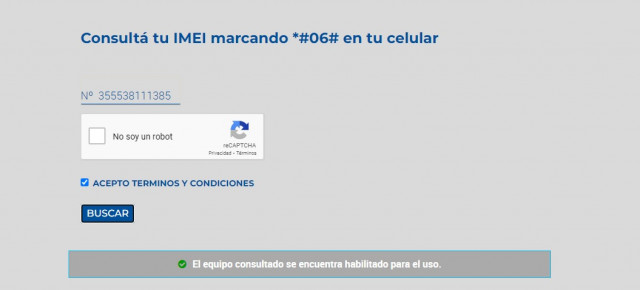 Consultá tu IMEI marcando *#06# en tu celular
Nº 355538111385
No soy un robot
reCAPTCHA
Privacidad - Términos
ACEPTO TERMINOS Y CONDICIONES
BUSCAR
El equipo consultado se encuentra habilitado para el uso.